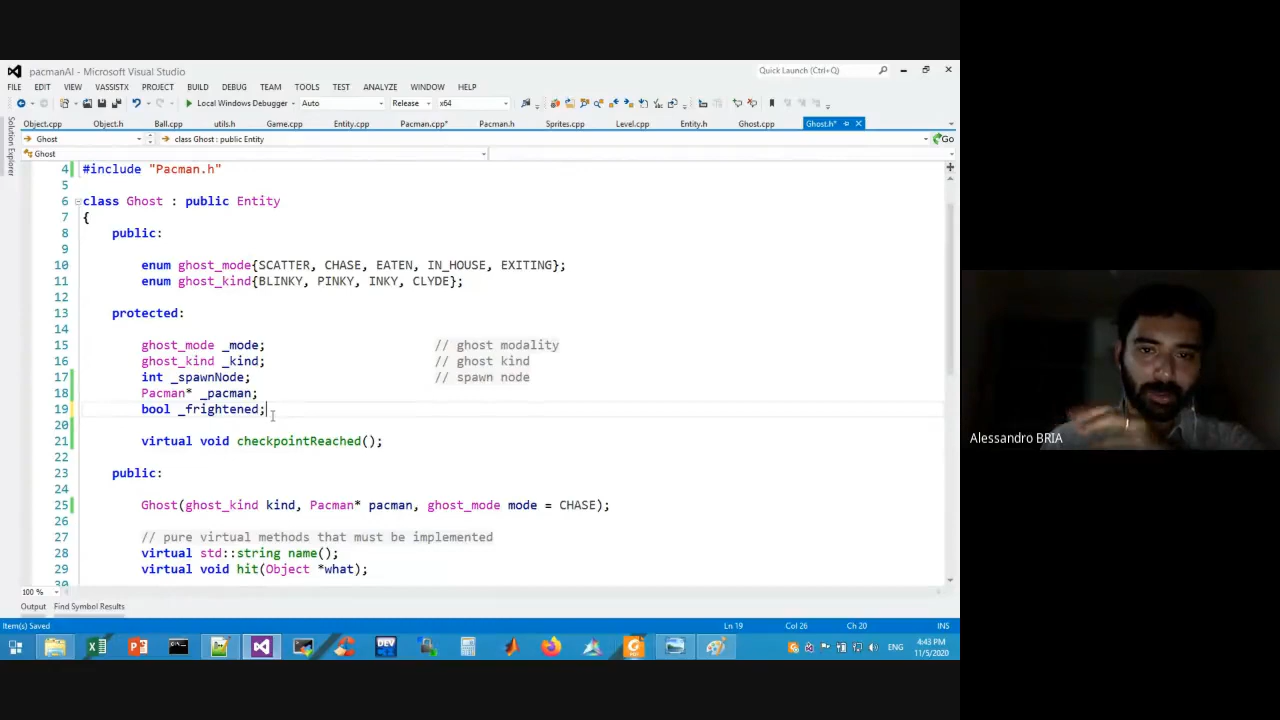 pacmanAI - Microsoft Visual Studio
Quick Launch (Ctrl+Q)
FILE EDIT VIEW VASSISTX PROJECT BUILD DEBUG TEAM TOOLS TEST ANALYZE WINDOW HELP
Local Windows Debugger Auto Release x64
Object.cpp Object.h Ball.cpp utils.h Game.cpp Entity.cpp Pacman.cpp* Pacman.h Sprites.cpp Level.cpp Entity.h Ghost.cpp Ghost.h*
Solution Explorer
Ghost class Ghost : public Entity Go
Ghost
4 #include "Pacman.h"
5
6 class Ghost : public Entity
7 {
8 public:
9
10 enum ghost_mode{SCATTER, CHASE, EATEN, IN_HOUSE, EXITING};
11 enum ghost_kind{BLINKY, PINKY, INKY, CLYDE};
12
13 protected:
14
15 ghost_mode _mode; // ghost modality
16 ghost_kind _kind; // ghost kind
17 int _spawnNode; // spawn node
18 Pacman* _pacman;
19 bool _frightened;
20
21 virtual void checkpointReached();
22
23 public:
24
25 Ghost(ghost_kind kind, Pacman* pacman, ghost_mode mode = CHASE);
26
27 // pure virtual methods that must be implemented
28 virtual std::string name();
29 virtual void hit(Object *what);
30
100 %
Output Find Symbol Results
Item(s) Saved Ln 19 Col 26 Ch 20 INS
DEV
PDF
ENG
4:43 PM
11/5/2020
Alessandro BRIA